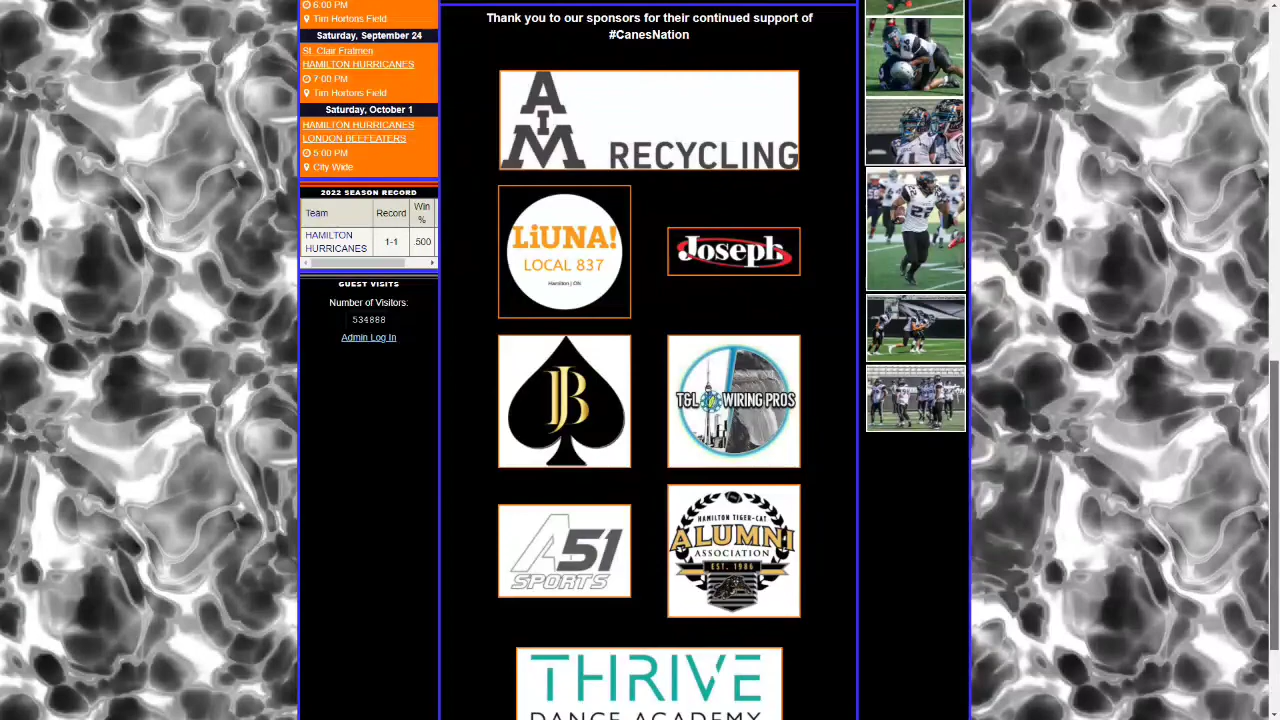 6:00 PM
Tim Hortons Field
Saturday, September 24
St. Clair Fratmen
HAMILTON HURRICANES
7:00 PM
Tim Hortons Field
Saturday, October 1
HAMILTON HURRICANES
LONDON BEEFEATERS
5:00 PM
City Wide
2022 SEASON RECORD
Team Record Win %
HAMILTON HURRICANES 1-1 .500
GUEST VISITS
Number of Visitors:
534888
Admin Log In
Thank you to our sponsors for their continued support of
#CanesNation
AIM RECYCLING
LiUNA!
LOCAL 837
Hamilton | ON
Joseph
JB
T&L WIRING PROS
A51
SPORTS
HAMILTON TIGER-CAT
ALUMNI
ASSOCIATION
EST. 1986
THRIVE
DANCE ACADEMY
22